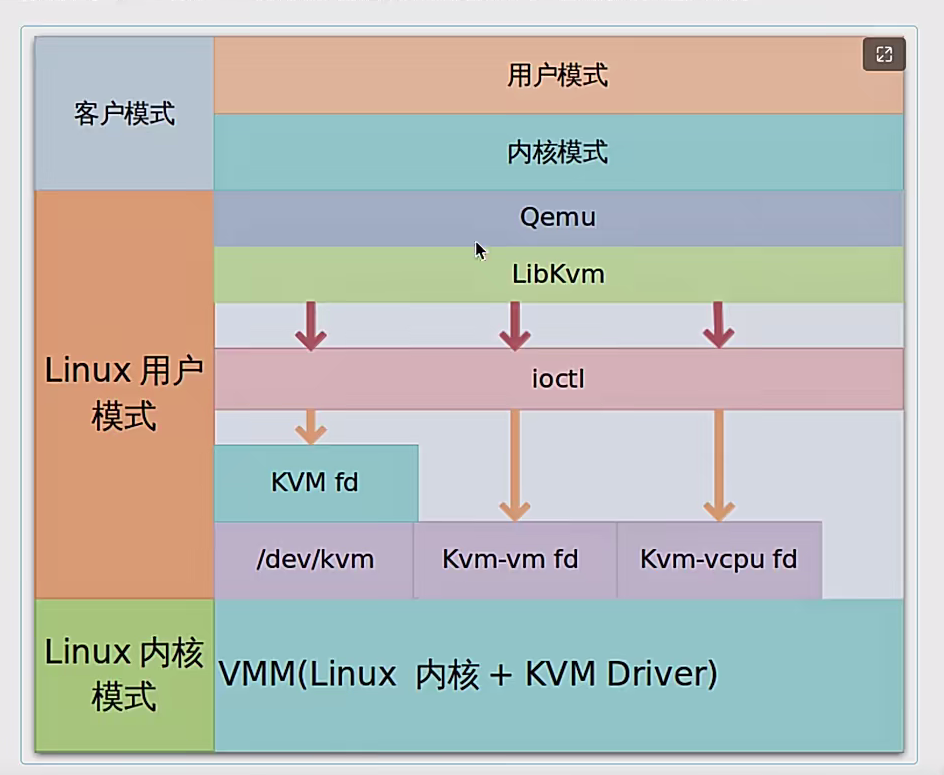 客户模式
用户模式
内核模式
Linux 用户
模式
Qemu
LibKvm
ioctl
KVM fd
/dev/kvm
Kvm-vm fd
Kvm-vcpu fd
Linux 内核
模式
VMM(Linux 内核 + KVM Driver)